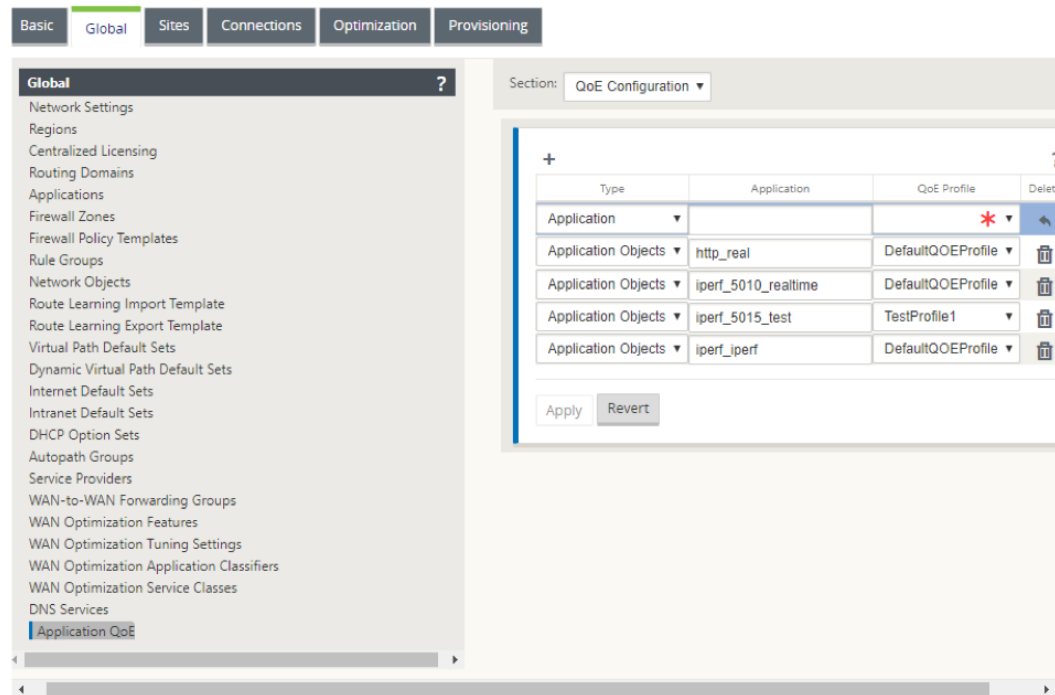 Basic Global Sites Connections Optimization Provisioning
Global ?
Network Settings
Regions
Centralized Licensing
Routing Domains
Applications
Firewall Zones
Firewall Policy Templates
Rule Groups
Network Objects
Route Learning Import Template
Route Learning Export Template
Virtual Path Default Sets
Dynamic Virtual Path Default Sets
Internet Default Sets
Intranet Default Sets
DHCP Option Sets
Autopath Groups
Service Providers
WAN-to-WAN Forwarding Groups
WAN Optimization Features
WAN Optimization Tuning Settings
WAN Optimization Application Classifiers
WAN Optimization Service Classes
DNS Services
Application QoE
Section: QoE Configuration
+ ?
Type Application QoE Profile Delet
Application *
Application Objects http_real DefaultQOEProfile
Application Objects iperf_5010_realtime DefaultQOEProfile
Application Objects iperf_5015_test TestProfile1
Application Objects iperf_iperf DefaultQOEProfile
Apply Revert